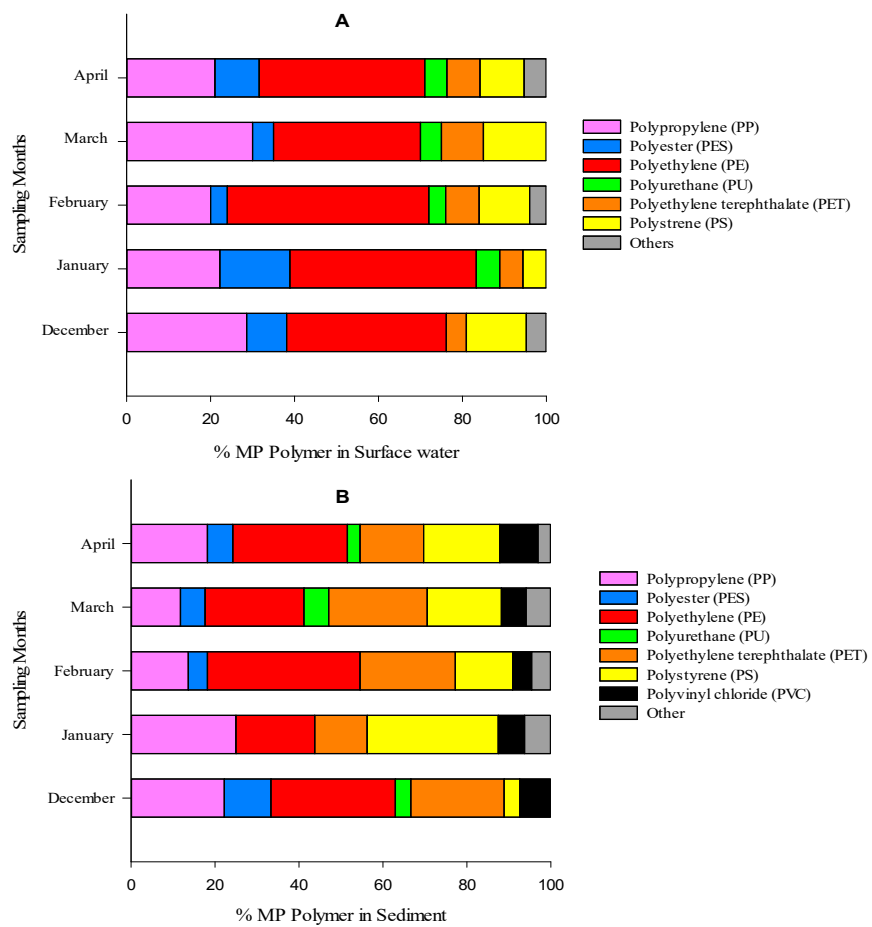 A
April
March
February
January
December
Sampling Months
0 20 40 60 80 100
% MP Polymer in Surface water
Polypropylene (PP)
Polyester (PES)
Polyethylene (PE)
Polyurethane (PU)
Polyethylene terephthalate (PET)
Polystrene (PS)
Others
B
April
March
February
January
December
Sampling Months
0 20 40 60 80 100
% MP Polymer in Sediment
Polypropylene (PP)
Polyester (PES)
Polyethylene (PE)
Polyurethane (PU)
Polyethylene terephthalate (PET)
Polystyrene (PS)
Polyvinyl chloride (PVC)
Other